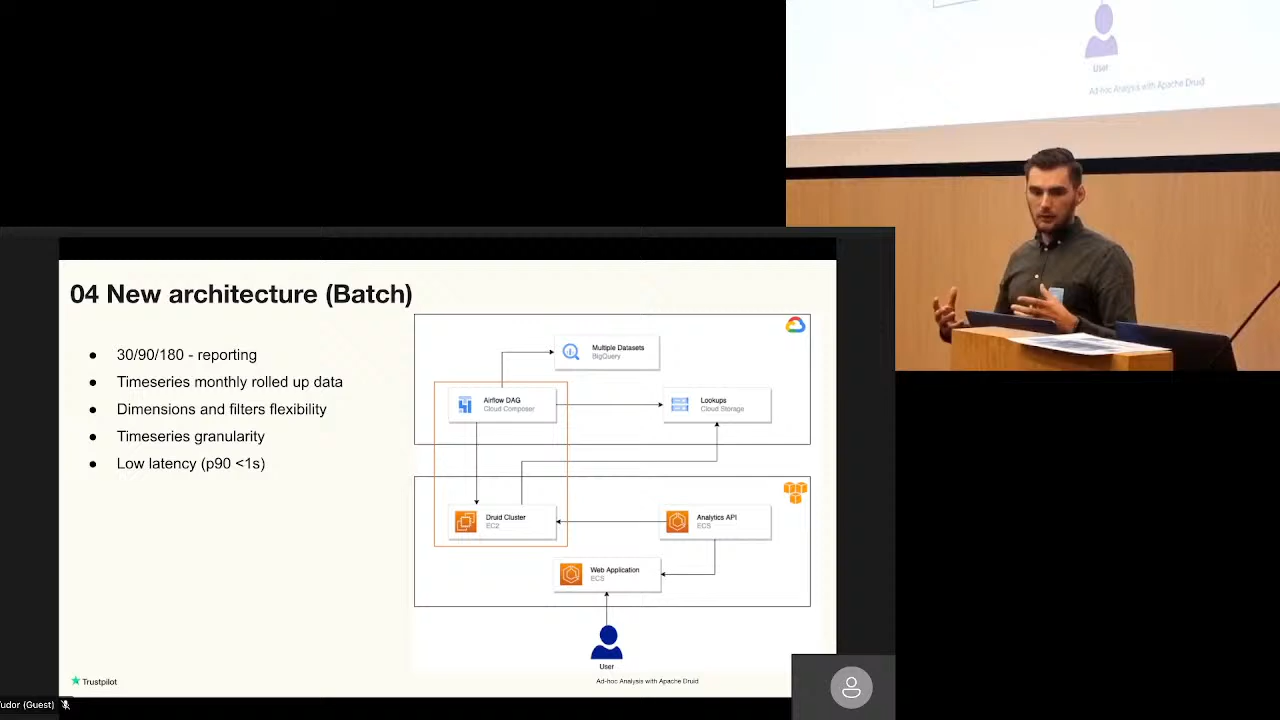 User
Ad-hoc Analysis with Apache Druid
04 New architecture (Batch)
30/90/180 - reporting
Timeseries monthly rolled up data
Dimensions and filters flexibility
Timeseries granularity
Low latency (p90 <1s)
Multiple Datasets
BigQuery
Airflow DAG
Cloud Composer
Lookups
Cloud Storage
Druid Cluster
EC2
Analytics API
ECS
Web Application
ECS
User
Trustpilot
Ad-hoc Analysis with Apache Druid
Tudor (Guest)